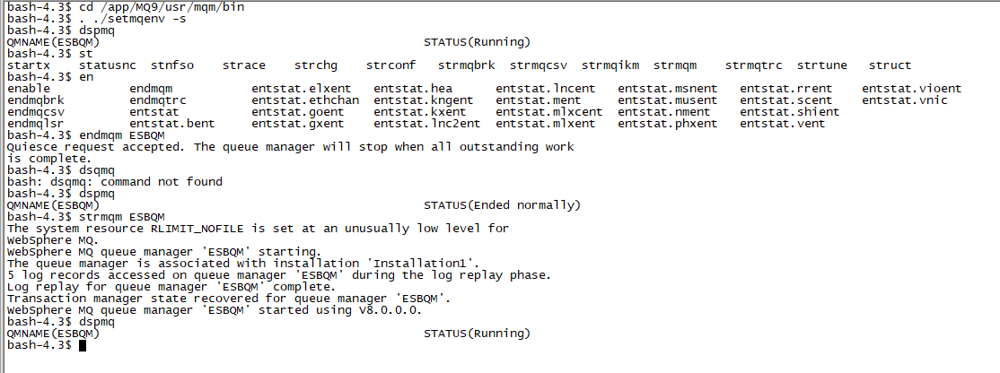 bash-4.3$ cd /app/MQ9/usr/mqm/bin
bash-4.3$ . ./setmqenv -s
bash-4.3$ dspmq
QMNAME(ESBQM)                                             STATUS(Running)
bash-4.3$ st
startx    statusnc  stnfso    strace    strchg    strconf   strmqbrk  strmqcsv  strmqikm  strmqm    strmqtrc  strtune   struct
bash-4.3$ en
enable           endmqm           entstat.elxent   entstat.hea      entstat.lncent   entstat.msnent   entstat.rrent    entstat.vioent
endmqbrk         endmqtrc         entstat.ethchan  entstat.kngent   entstat.ment     entstat.musent   entstat.scent    entstat.vnic
endmqcsv         entstat          entstat.goent    entstat.kxent    entstat.mlxcent  entstat.nment    entstat.shient
endmqlsr         entstat.bent     entstat.gxent    entstat.lnc2ent  entstat.mlxent   entstat.phxent   entstat.vent
bash-4.3$ endmqm ESBQM
Quiesce request accepted. The queue manager will stop when all outstanding work
is complete.
bash-4.3$ dsqmq
bash: dsqmq: command not found
bash-4.3$ dspmq
QMNAME(ESBQM)                                             STATUS(Ended normally)
bash-4.3$ strmqm ESBQM
The system resource RLIMIT_NOFILE is set at an unusually low level for
WebSphere MQ.
WebSphere MQ queue manager 'ESBQM' starting.
The queue manager is associated with installation 'Installation1'.
5 log records accessed on queue manager 'ESBQM' during the log replay phase.
Log replay for queue manager 'ESBQM' complete.
Transaction manager state recovered for queue manager 'ESBQM'.
WebSphere MQ queue manager 'ESBQM' started using V8.0.0.0.
bash-4.3$ dspmq
QMNAME(ESBQM)                                             STATUS(Running)
bash-4.3$